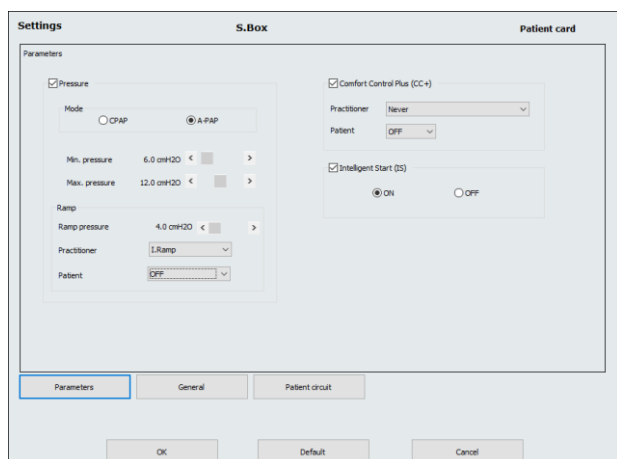 Settings
S.Box
Patient card
Parameters
Pressure
Mode
CPAP
A-PAP
Min. pressure 6.0 cmH2O < >
Max. pressure 12.0 cmH2O < >
Ramp
Ramp pressure 4.0 cmH2O < >
Practitioner I.Ramp
Patient OFF
Comfort Control Plus (CC+)
Practitioner Never
Patient OFF
Intelligent Start (IS)
ON
OFF
Parameters
General
Patient circuit
OK
Default
Cancel